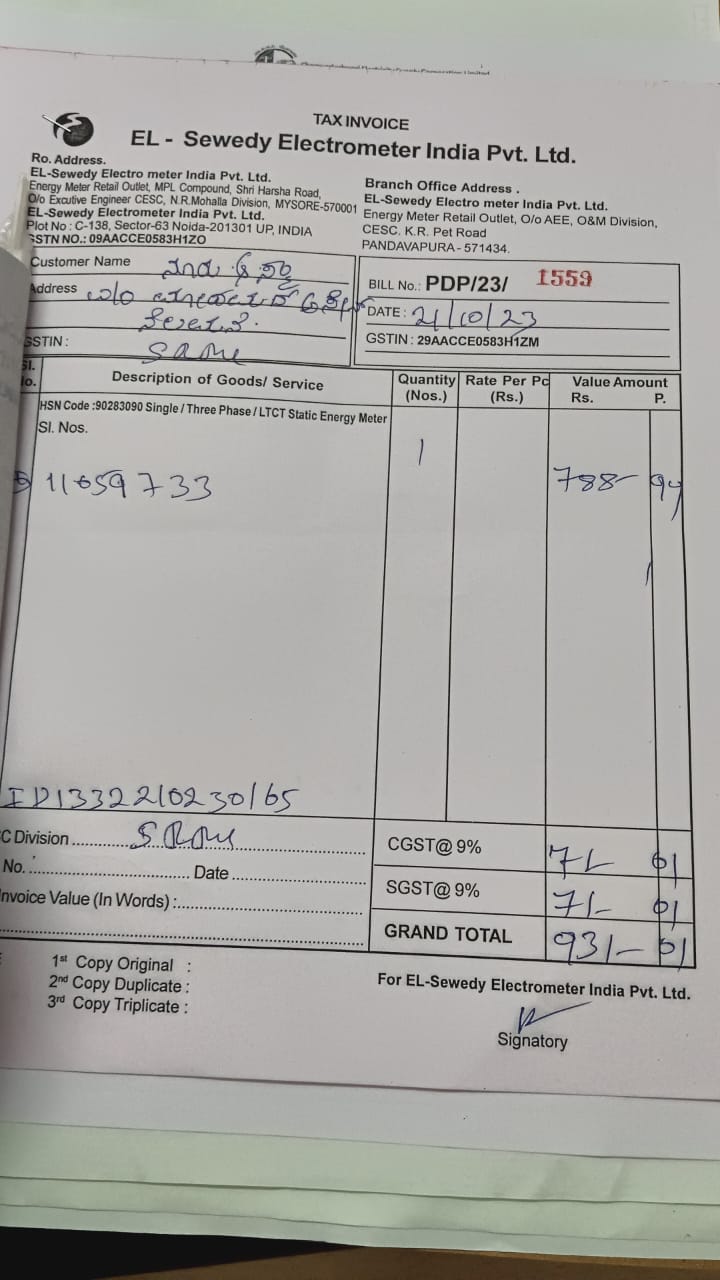 TAX INVOICE
EL - Sewedy Electrometer India Pvt. Ltd.
Ro. Address.
EL-Sewedy Electro meter India Pvt. Ltd.
Energy Meter Retail Outlet, MPL Compound, Shri Harsha Road,
O/o Excutive Engineer CESC, N.R.Mohalla Division, MYSORE-570001
EL-Sewedy Electrometer India Pvt. Ltd.
Plot No : C-138, Sector-63 Noida-201301 UP, INDIA
GSTN NO.: 09AACCE0583H1ZO
Branch Office Address .
EL-Sewedy Electro meter India Pvt. Ltd.
Energy Meter Retail Outlet, O/o AEE, O&M Division,
CESC. K.R. Pet Road
PANDAVAPURA - 571434.
Customer Name
Address
GSTIN :
BILL No.: PDP/23/ 1559
DATE : 21/10/23
GSTIN : 29AACCE0583H1ZM
Sl. No. Description of Goods/ Service Quantity (Nos.) Rate Per Pc (Rs.) Value Amount Rs. P.
HSN Code :90283090 Single / Three Phase / LTCT Static Energy Meter
Sl. Nos.
11659733 1 788- 94
C Division
No. Date
Invoice Value (In Words) :
CGST@ 9% 71 01
SGST@ 9% 71- 01
GRAND TOTAL 931- 01
1st Copy Original :
2nd Copy Duplicate :
3rd Copy Triplicate :
For EL-Sewedy Electrometer India Pvt. Ltd.
Signatory